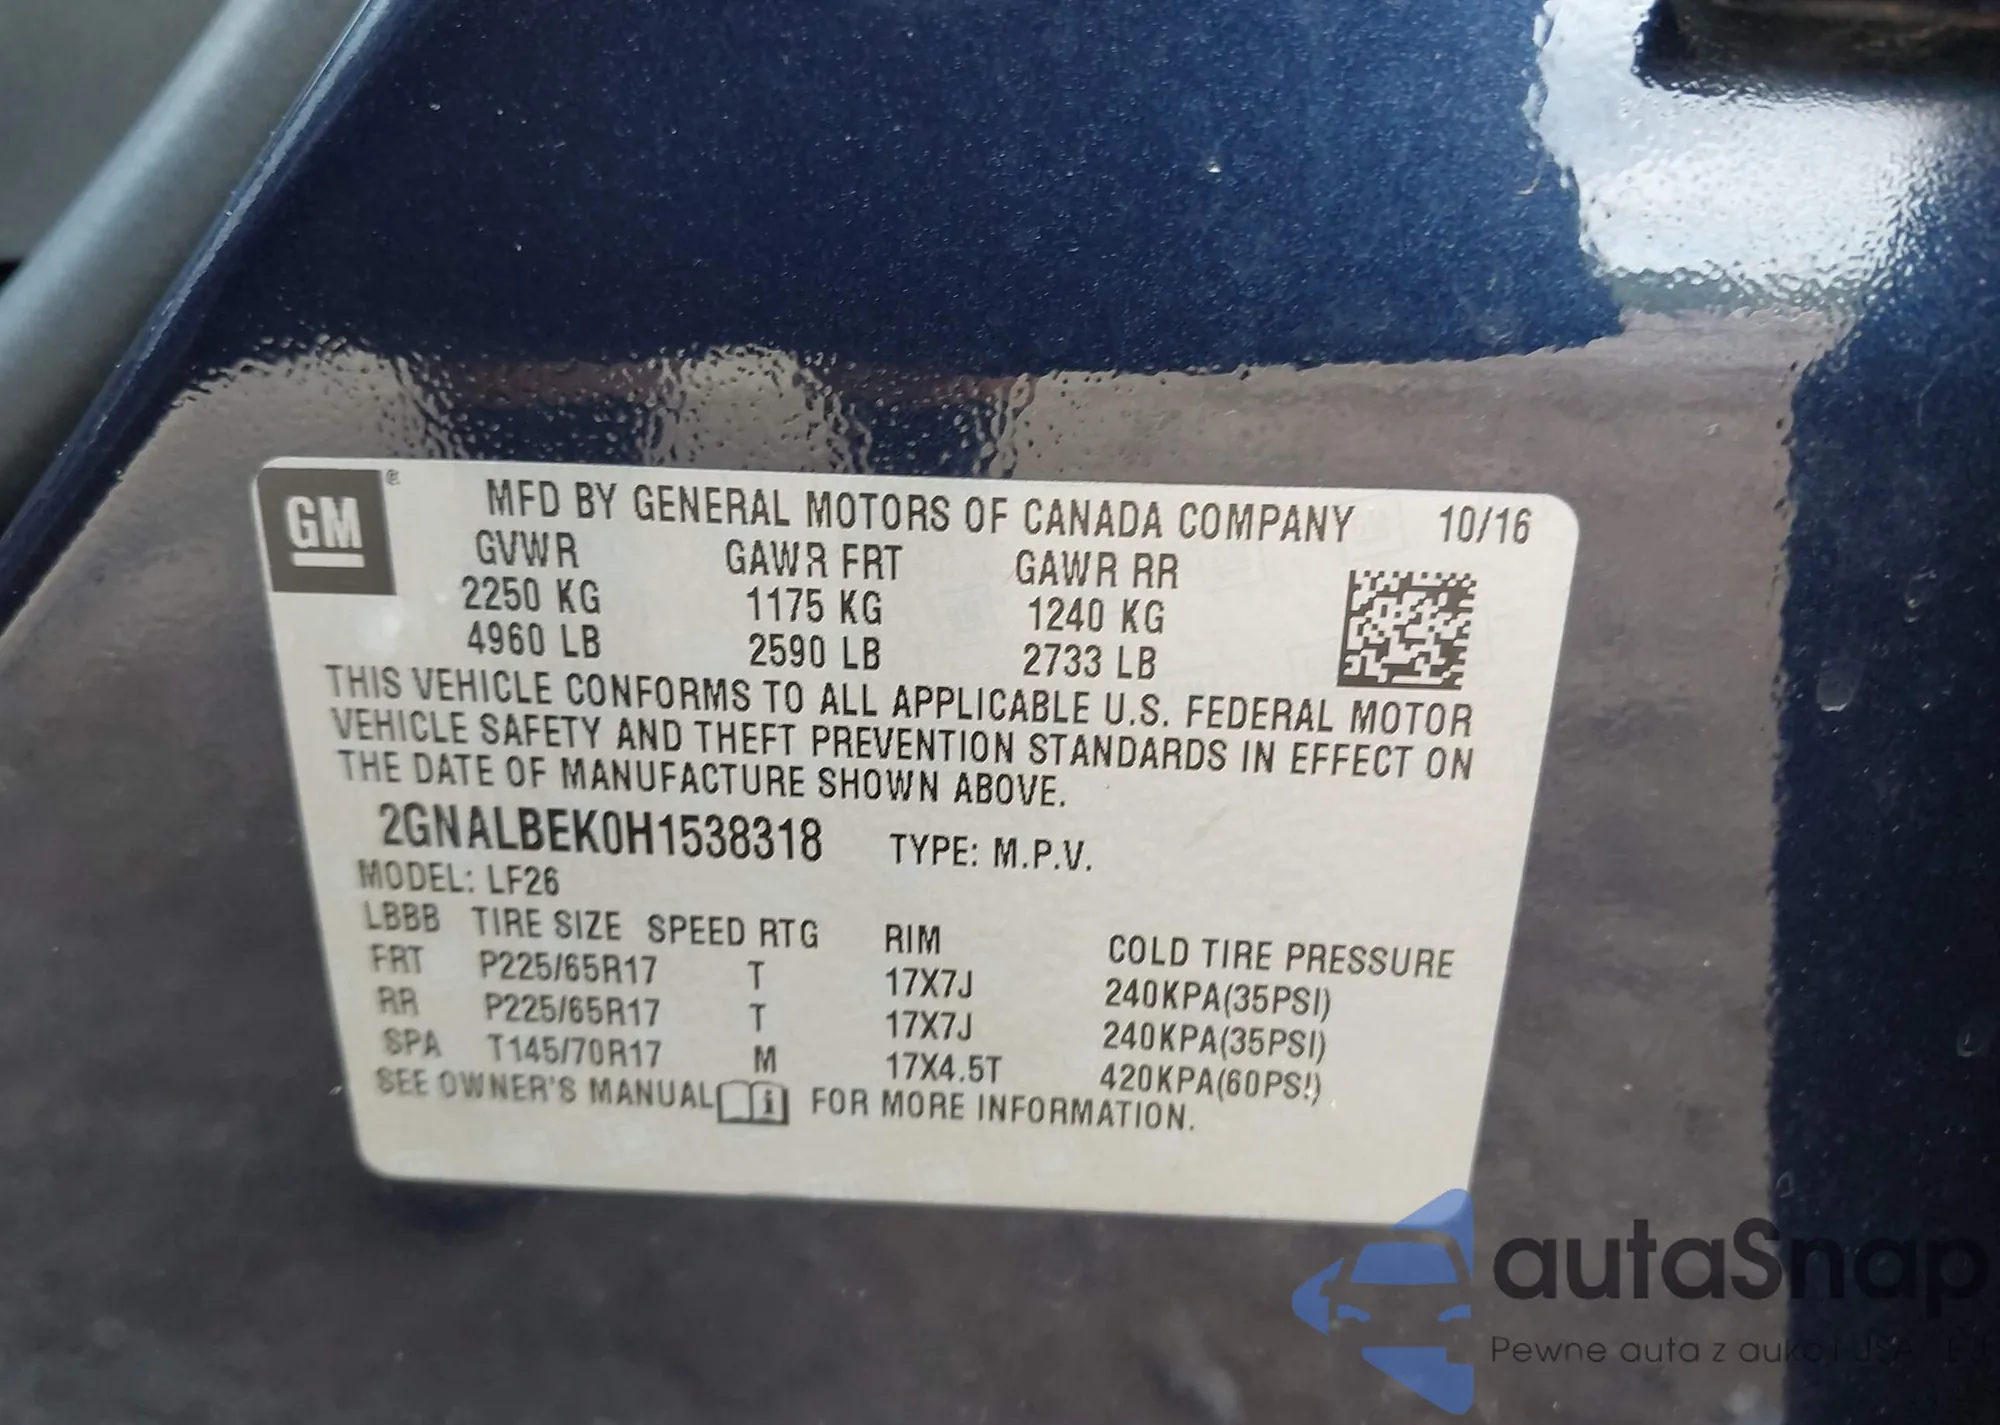 GM ®
MFD BY GENERAL MOTORS OF CANADA COMPANY 10/16
GVWR GAWR FRT GAWR RR
2250 KG 1175 KG 1240 KG
4960 LB 2590 LB 2733 LB
THIS VEHICLE CONFORMS TO ALL APPLICABLE U.S. FEDERAL MOTOR
VEHICLE SAFETY AND THEFT PREVENTION STANDARDS IN EFFECT ON
THE DATE OF MANUFACTURE SHOWN ABOVE.
2GNALBEK0H1538318 TYPE: M.P.V.
MODEL: LF26
LBBB TIRE SIZE SPEED RTG RIM COLD TIRE PRESSURE
FRT P225/65R17 T 17X7J 240KPA(35PSI)
RR P225/65R17 T 17X7J 240KPA(35PSI)
SPA T145/70R17 M 17X4.5T 420KPA(60PSI)
SEE OWNER'S MANUAL FOR MORE INFORMATION.
autaSnap
Pewne auta z aukcji USA